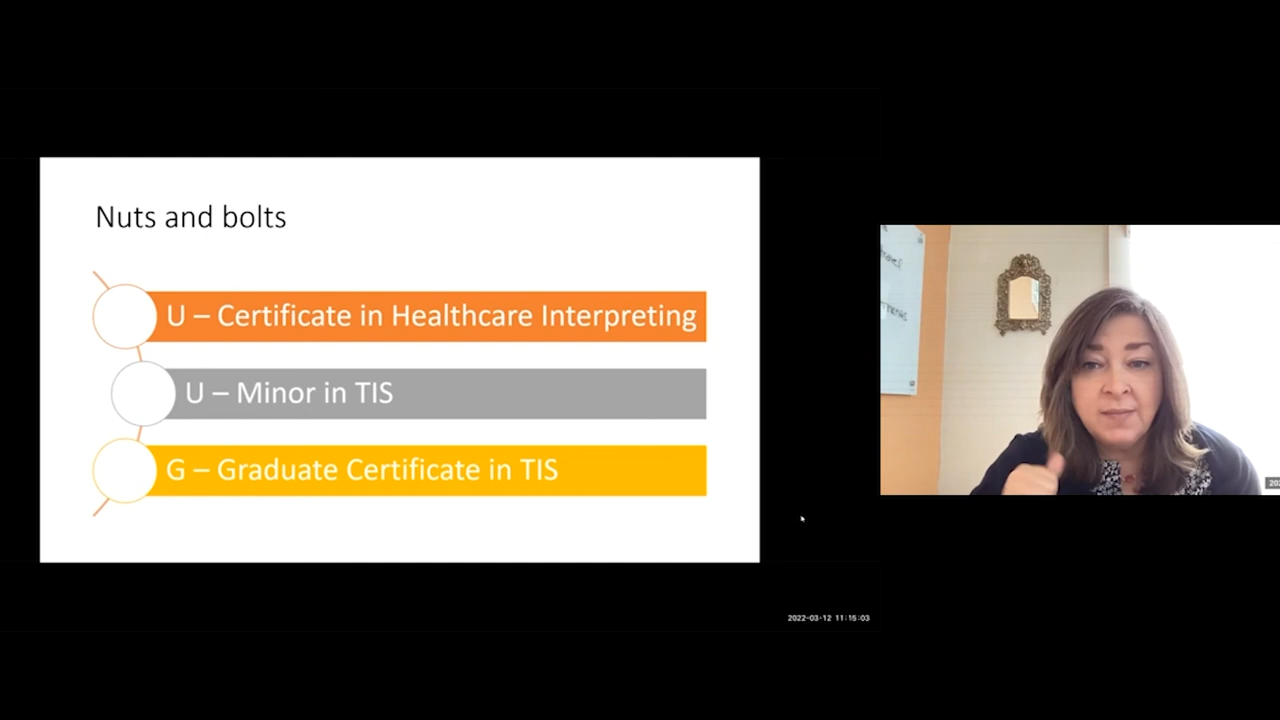 Nuts and bolts
U – Certificate in Healthcare Interpreting
U – Minor in TIS
G – Graduate Certificate in TIS
2022-03-12 11:15:03